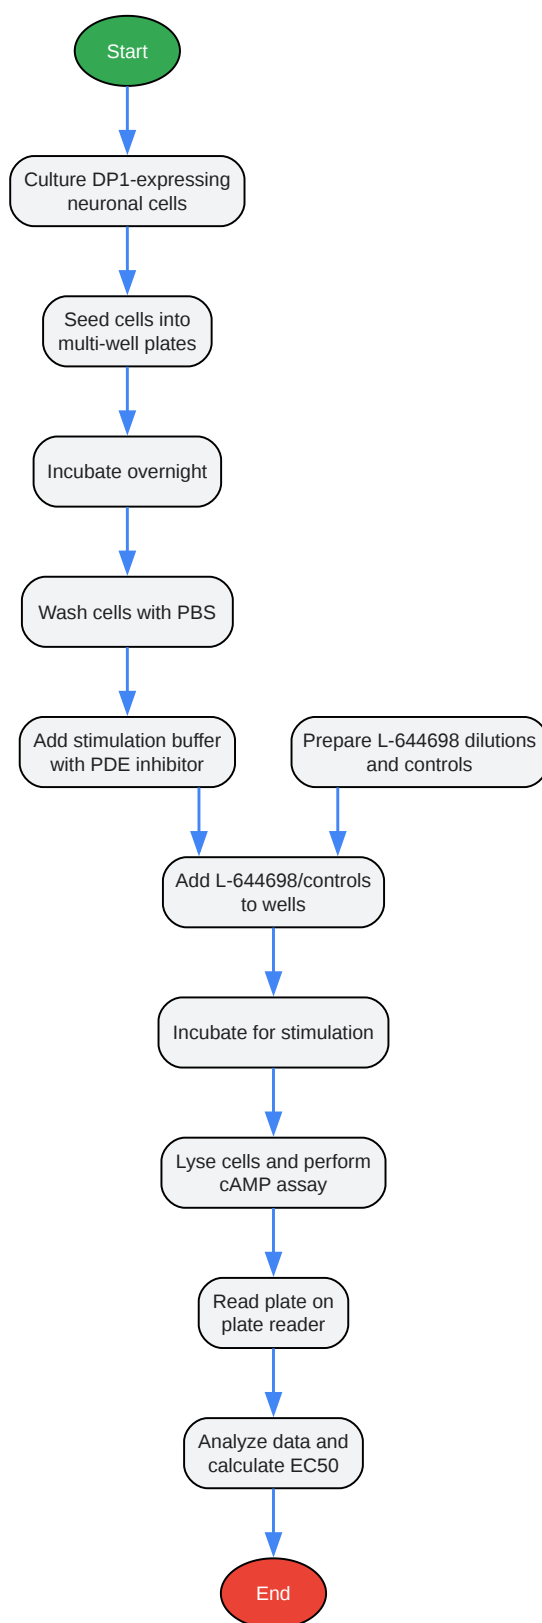 Start
Culture DP1-expressing
neuronal cells
Seed cells into
multi-well plates
Incubate overnight
Wash cells with PBS
Add stimulation buffer
with PDE inhibitor
Prepare L-644698 dilutions
and controls
Add L-644698/controls
to wells
Incubate for stimulation
Lyse cells and perform
cAMP assay
Read plate on
plate reader
Analyze data and
calculate EC50
End